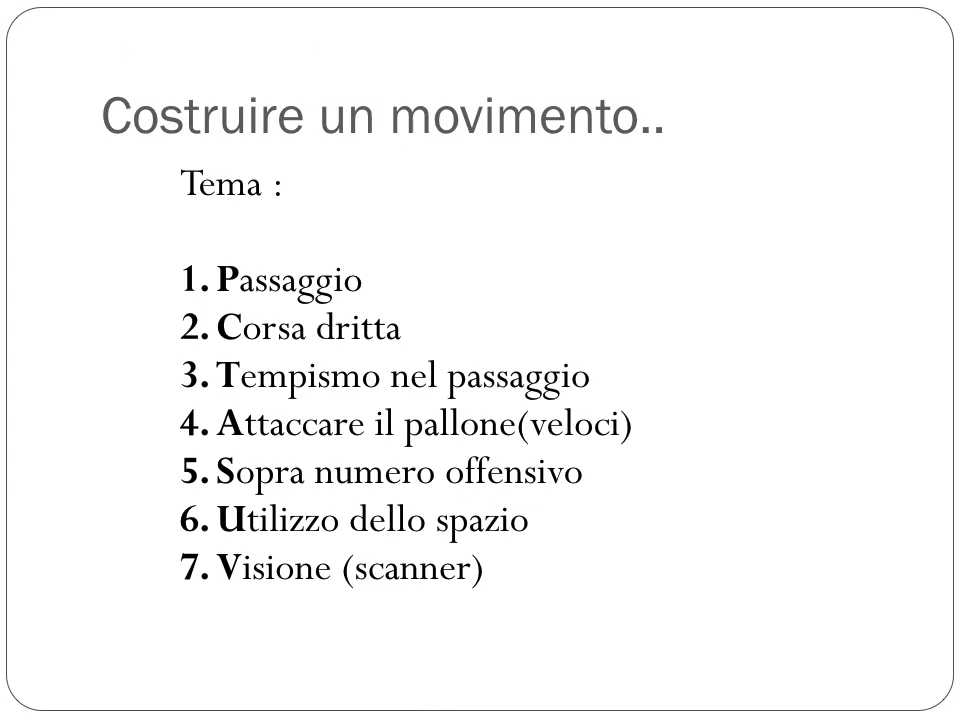 Costruire un movimento..
Tema :
1. Passaggio
2. Corsa dritta
3. Tempismo nel passaggio
4. Attaccare il pallone(veloci)
5. Sopra numero offensivo
6. Utilizzo dello spazio
7. Visione (scanner)